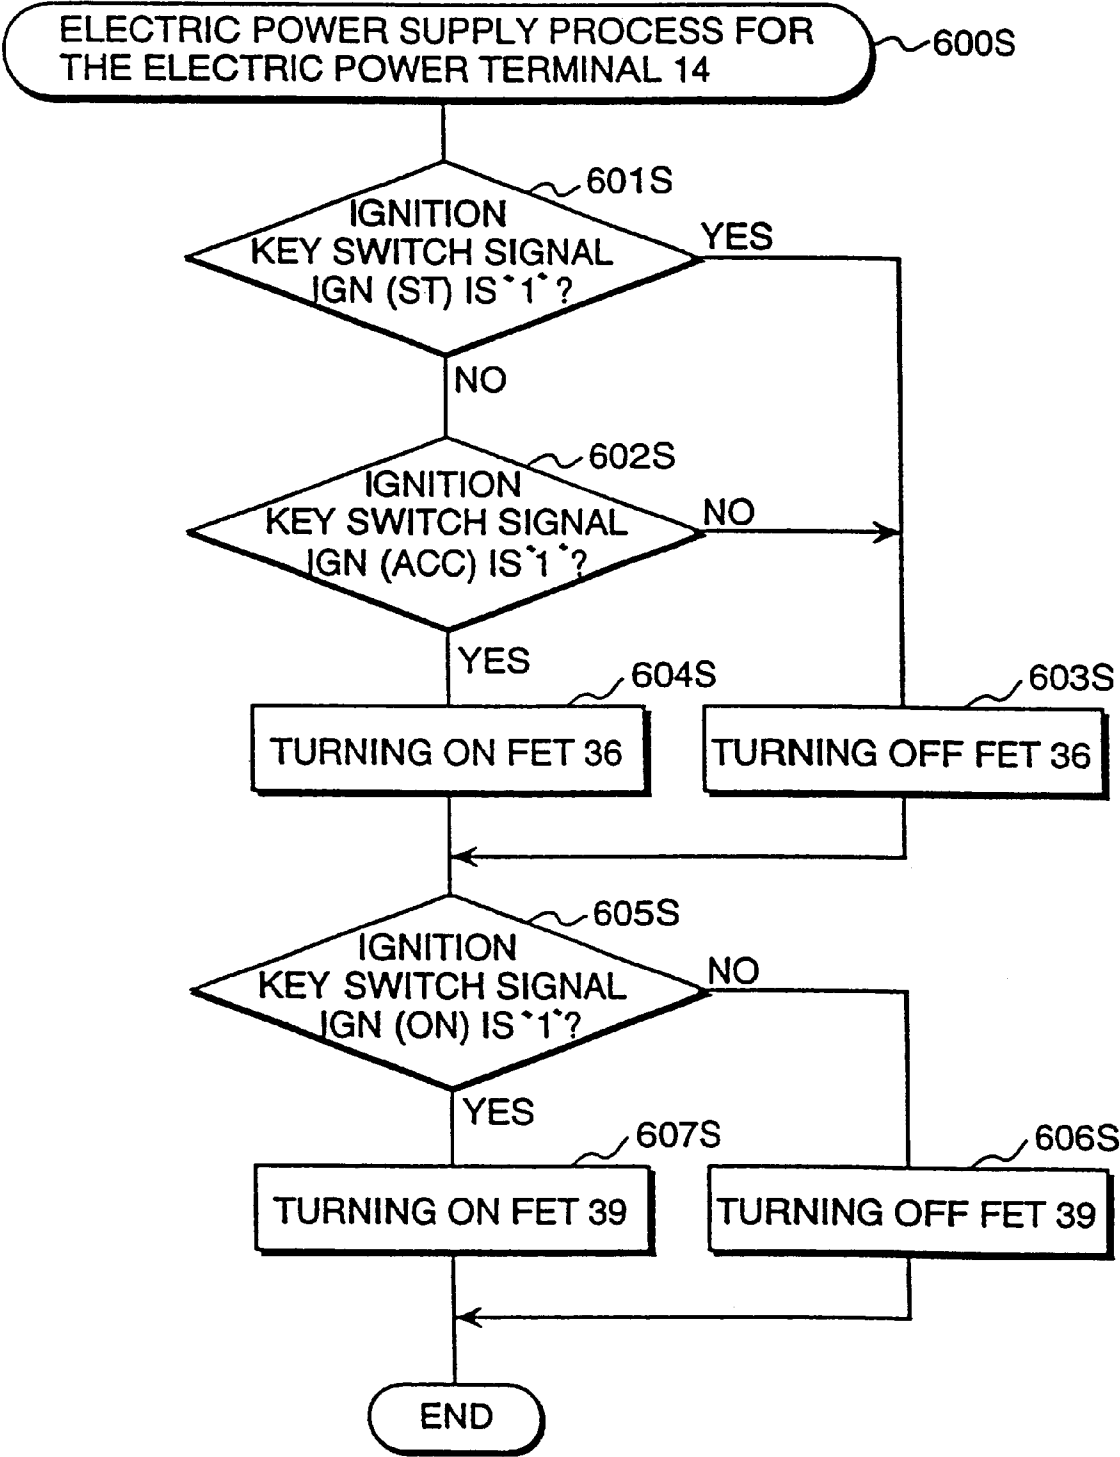 ELECTRIC POWER SUPPLY PROCESS FOR
THE ELECTRIC POWER TERMINAL 14
600S
601S
IGNITION
KEY SWITCH SIGNAL
IGN (ST) IS "1" ?
YES
NO
602S
IGNITION
KEY SWITCH SIGNAL
IGN (ACC) IS "1" ?
NO
YES
604S
TURNING ON FET 36
603S
TURNING OFF FET 36
605S
IGNITION
KEY SWITCH SIGNAL
IGN (ON) IS "1" ?
NO
YES
607S
TURNING ON FET 39
606S
TURNING OFF FET 39
END